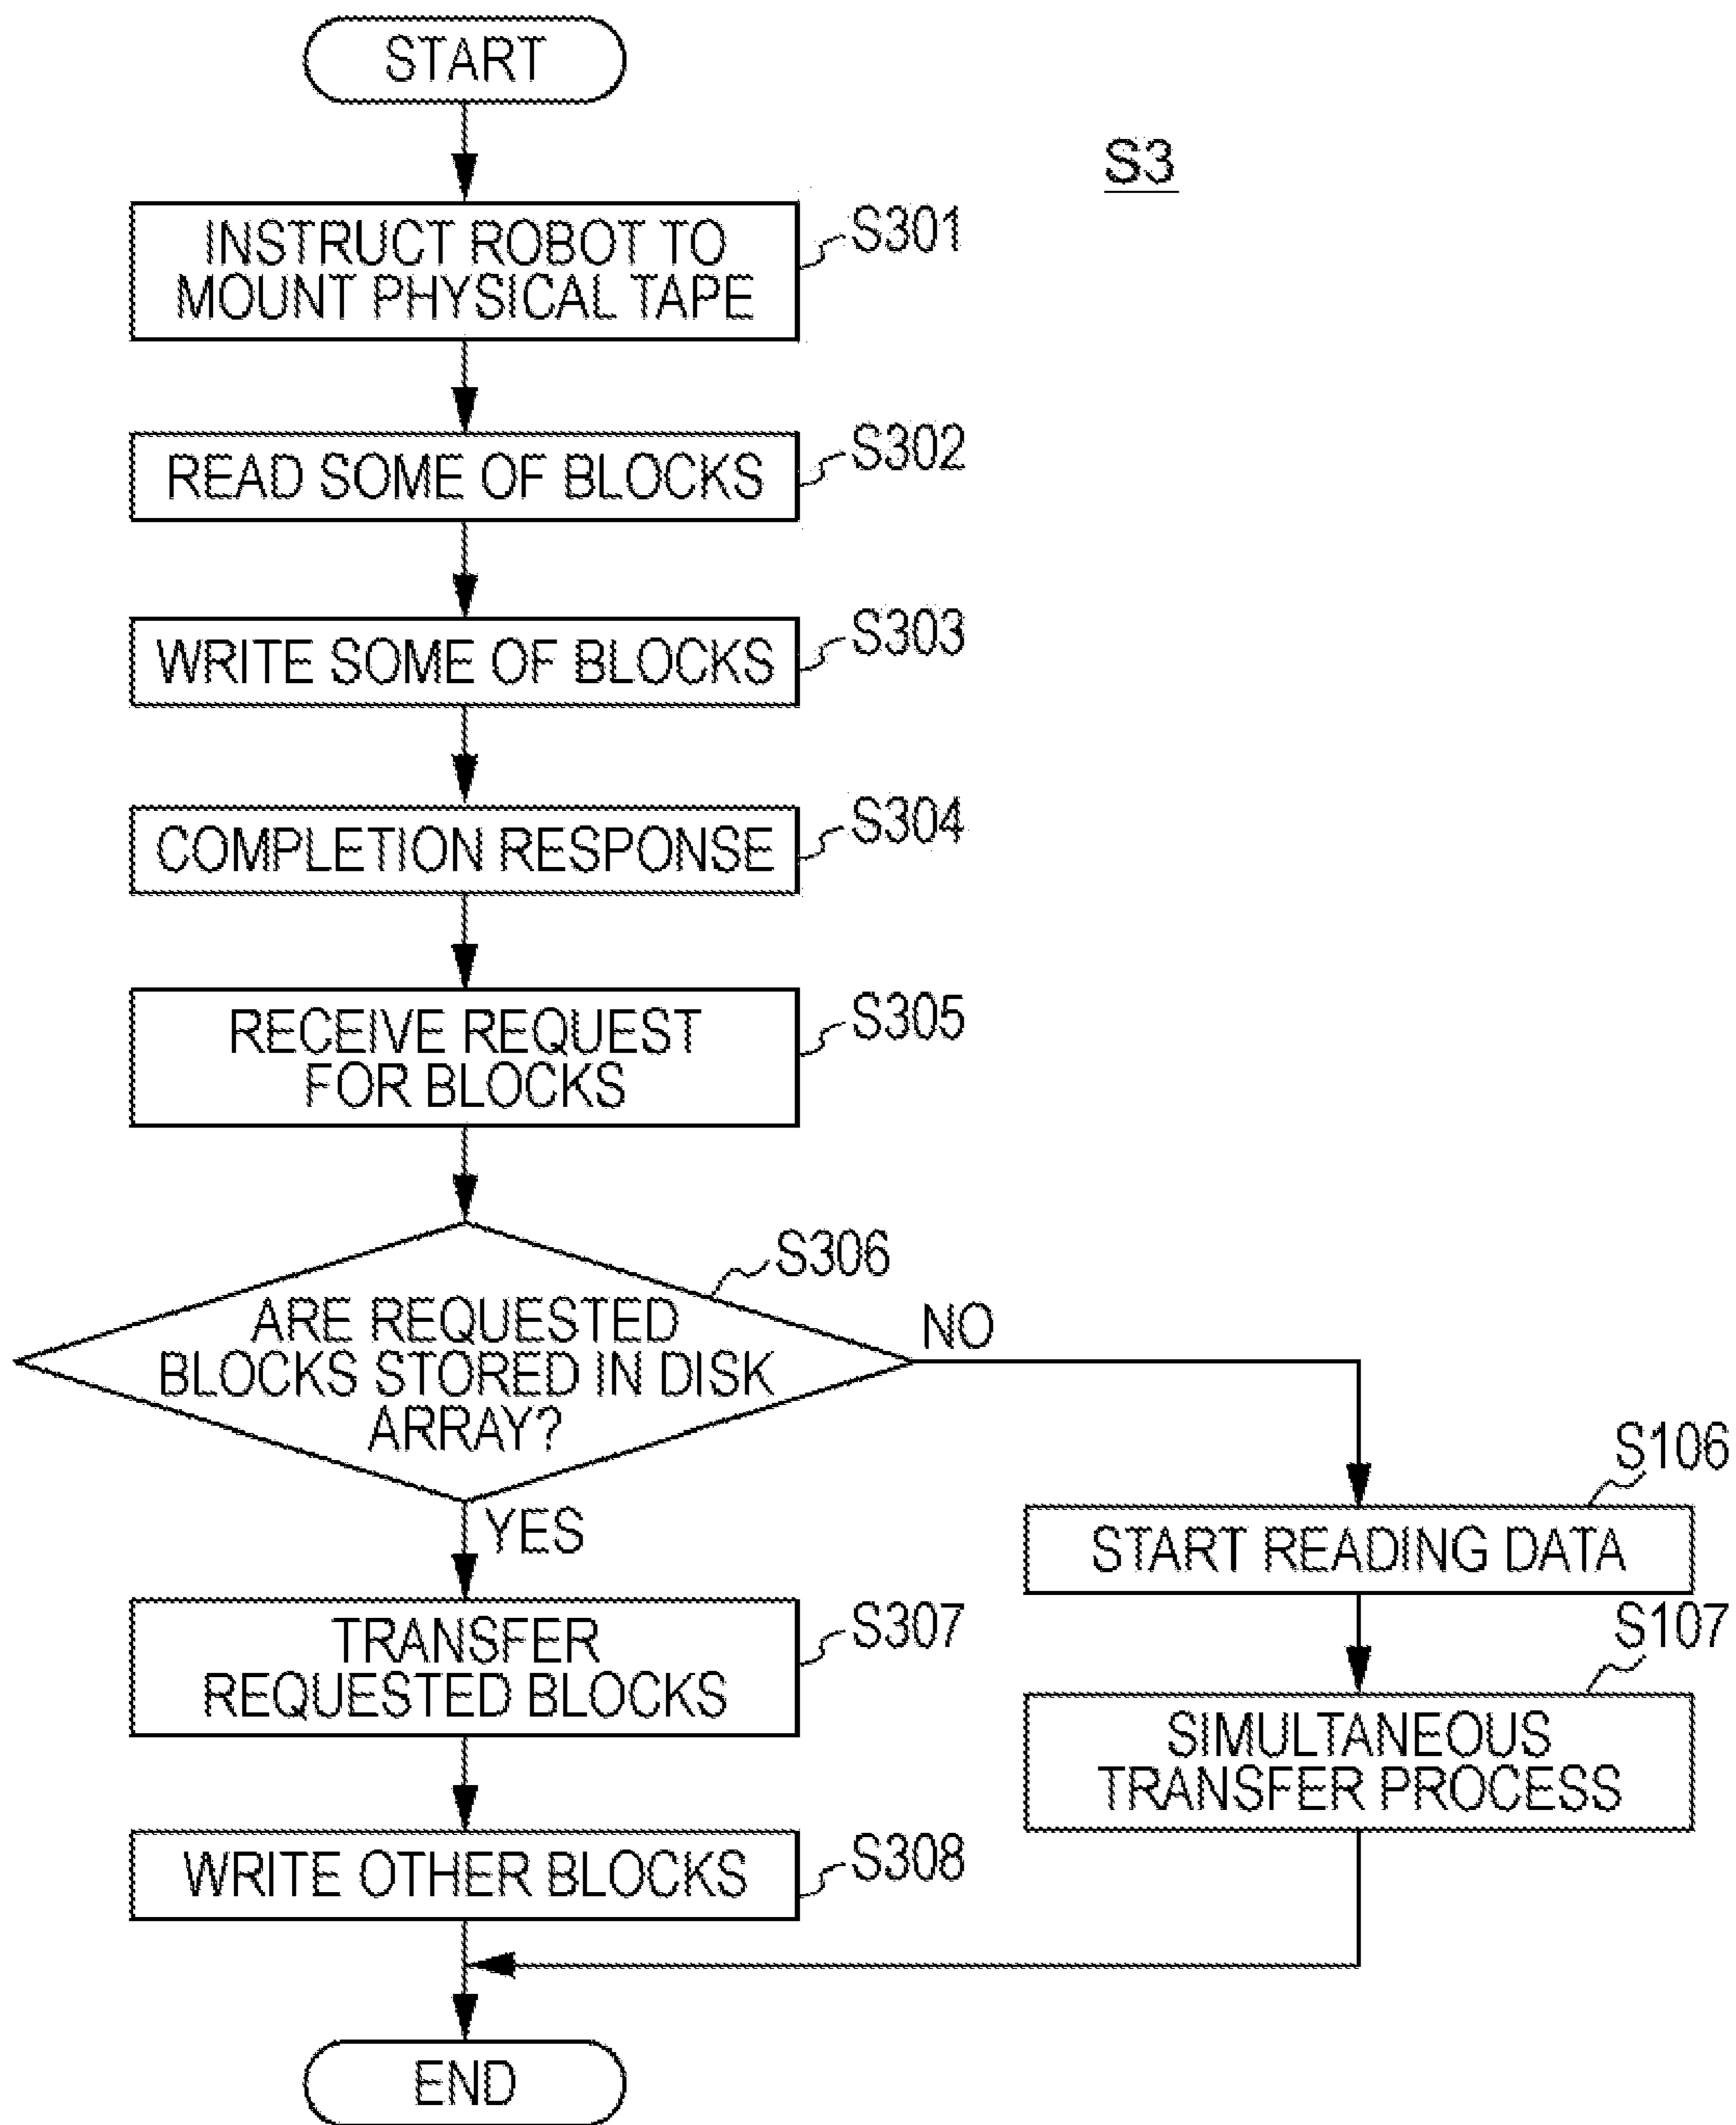 START
S3
INSTRUCT ROBOT TO
MOUNT PHYSICAL TAPE
S301
READ SOME OF BLOCKS
S302
WRITE SOME OF BLOCKS
S303
COMPLETION RESPONSE
S304
RECEIVE REQUEST
FOR BLOCKS
S305
ARE REQUESTED
BLOCKS STORED IN DISK
ARRAY?
S306
NO
YES
TRANSFER
REQUESTED BLOCKS
S307
WRITE OTHER BLOCKS
S308
START READING DATA
S106
SIMULTANEOUS
TRANSFER PROCESS
S107
END